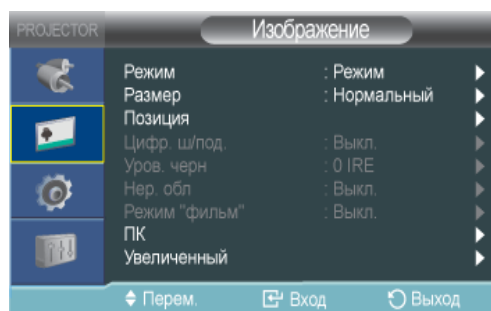 PROJECTOR Изображение
Режим : Режим
Размер : Нормальный
Позиция
Цифр. ш/под. : Выкл.
Уров. черн : 0 IRE
Нер. обл : Выкл.
Режим "фильм" : Выкл.
ПК
Увеличенный
Перем. Вход Выход